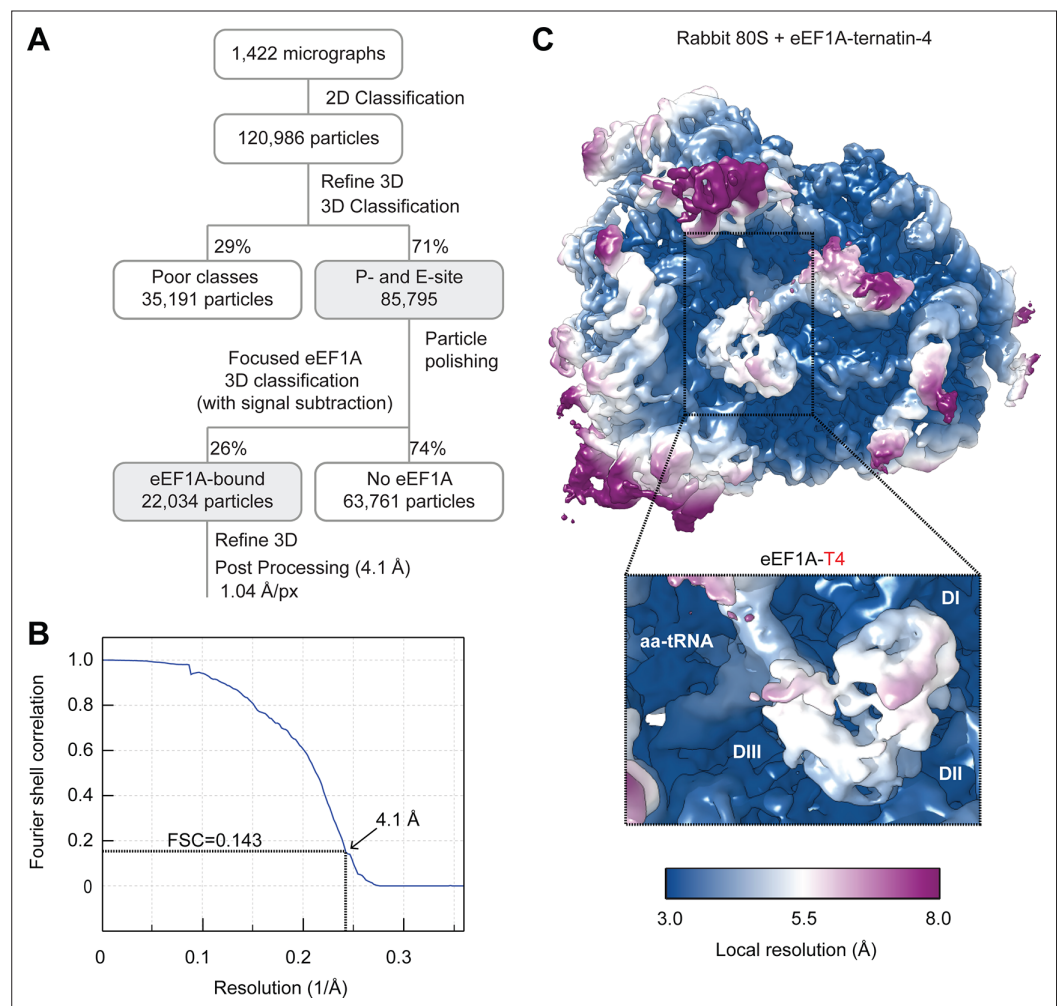 A
1,422 micrographs
2D Classification
120,986 particles
Refine 3D
3D Classification
29%
71%
Poor classes
35,191 particles
P- and E-site
85,795
Particle
polishing
Focused eEF1A
3D classification
(with signal subtraction)
26%
74%
eEF1A-bound
22,034 particles
No eEF1A
63,761 particles
Refine 3D
Post Processing (4.1 Å)
1.04 Å/px
B
Fourier shell correlation
1.0
0.8
0.6
0.4
0.2
0
FSC=0.143
4.1 Å
0
0.1
0.2
0.3
Resolution (1/Å)
C
Rabbit 80S + eEF1A-ternatin-4
eEF1A-T4
DI
aa-tRNA
DIII
DII
3.0
5.5
8.0
Local resolution (Å)